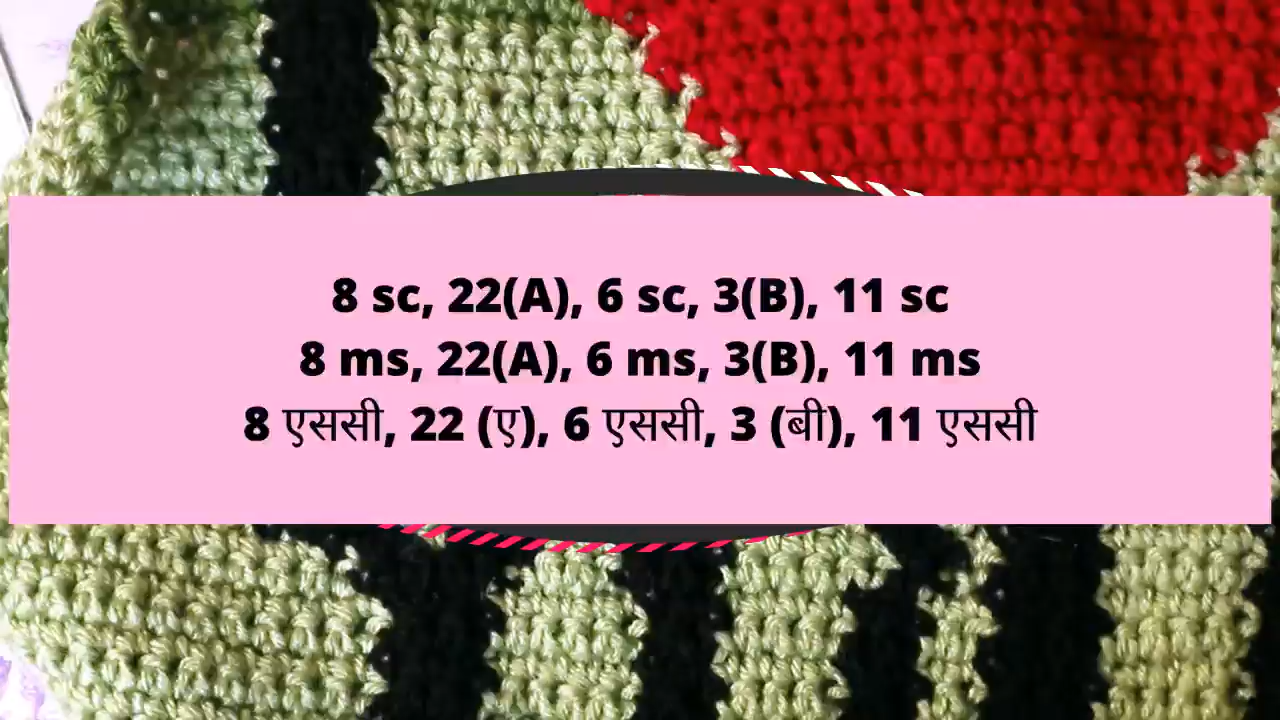 8 sc, 22(A), 6 sc, 3(B), 11 sc
8 ms, 22(A), 6 ms, 3(B), 11 ms
8 एससी, 22 (ए), 6 एससी, 3 (बी), 11 एससी